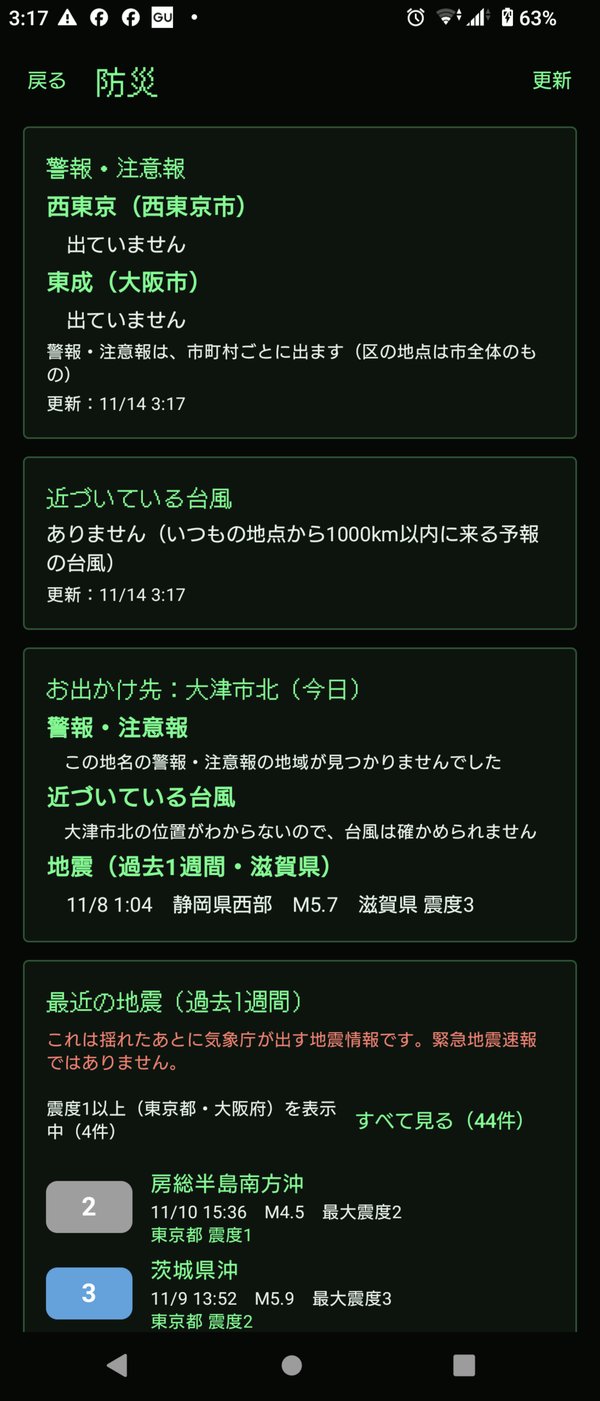 3:17 GU 63%
戻る 防災 更新
警報・注意報
西東京（西東京市）
出ていません
東成（大阪市）
出ていません
警報・注意報は、市町村ごとに出ます（区の地点は市全体のも
の）
更新：11/14 3:17
近づいている台風
ありません（いつもの地点から1000km以内に来る予報
の台風）
更新：11/14 3:17
お出かけ先：大津市北（今日）
警報・注意報
この地名の警報・注意報の地域が見つかりませんでした
近づいている台風
大津市北の位置がわからないので、台風は確かめられません
地震（過去1週間・滋賀県）
11/8 1:04 静岡県西部 M5.7 滋賀県 震度3
最近の地震（過去1週間）
これは揺れたあとに気象庁が出す地震情報です。緊急地震速報
ではありません。
震度1以上（東京都・大阪府）を表示
中（4件）
すべて見る（44件）
2
房総半島南方沖
11/10 15:36 M4.5 最大震度2
東京都 震度1
3
茨城県沖
11/9 13:52 M5.9 最大震度3
東京都 震度2